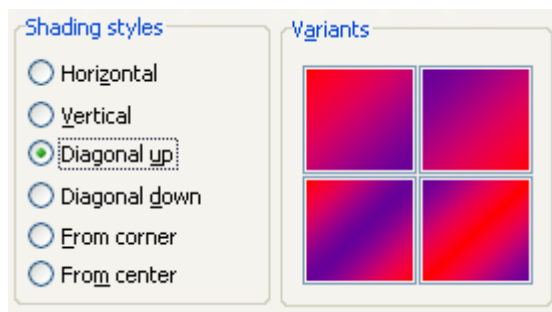 Shading styles
Horizontal
Vertical
Diagonal up
Diagonal down
From corner
From center
Variants